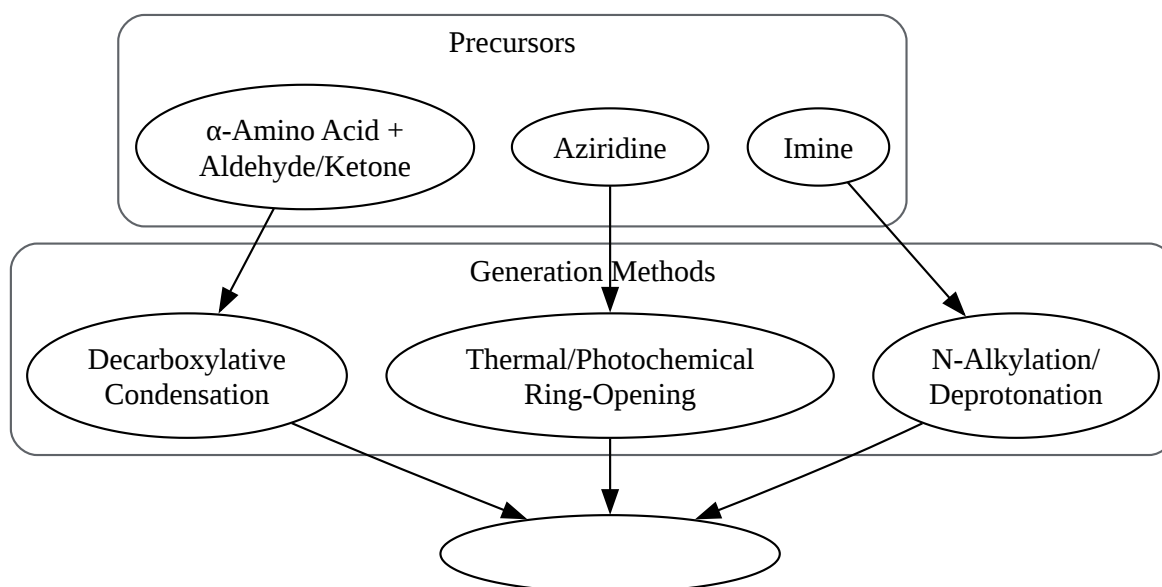 Precursors
α-Amino Acid +
Aldehyde/Ketone
Aziridine
Imine
Generation Methods
Decarboxylative
Condensation
Thermal/Photochemical
Ring-Opening
N-Alkylation/
Deprotonation